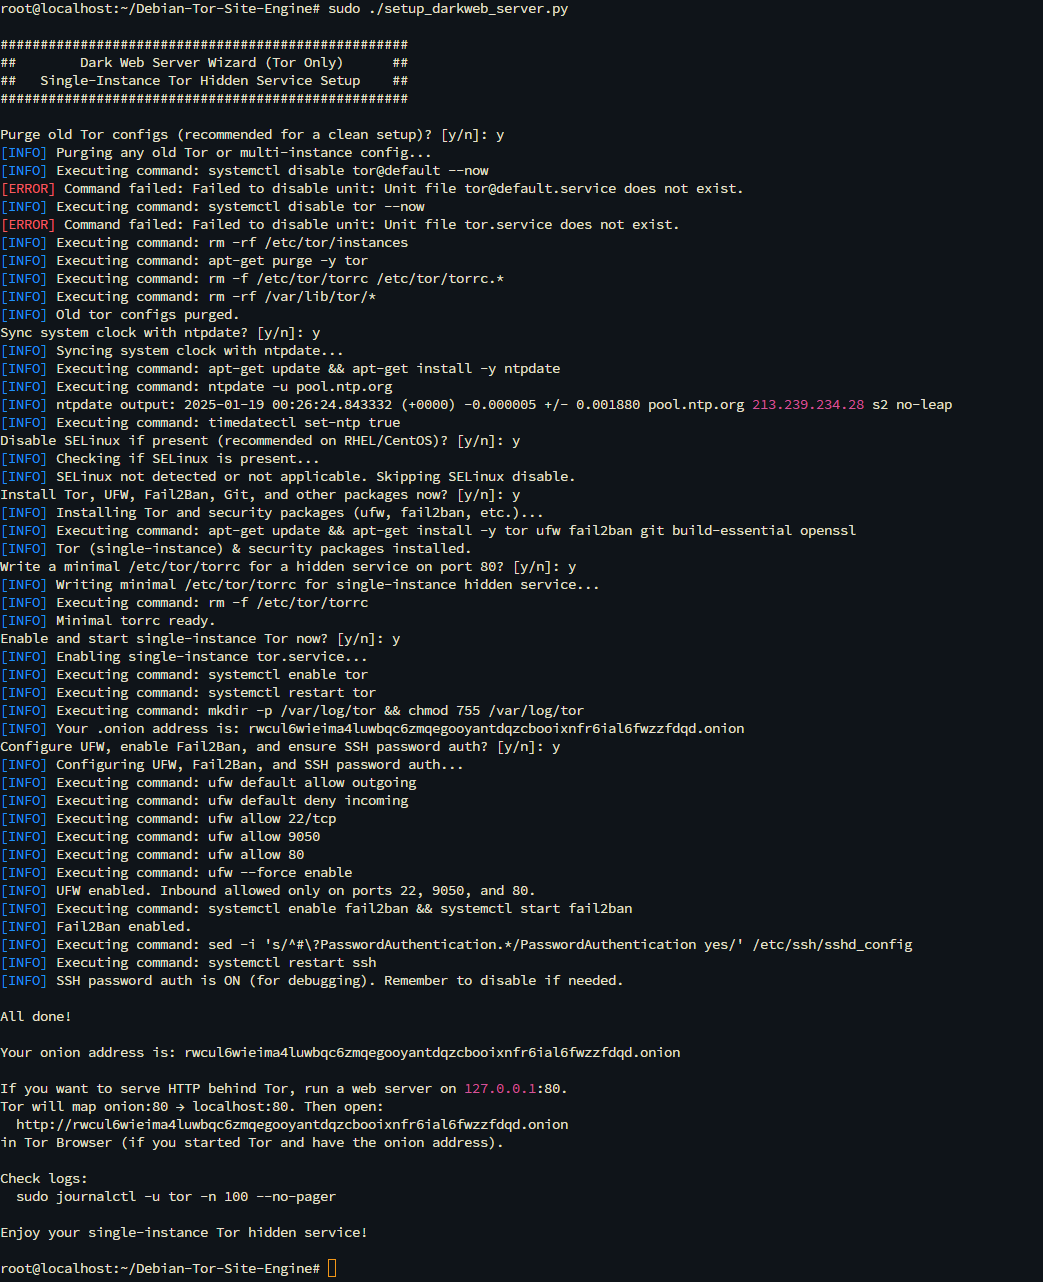 root@localhost:~/Debian-Tor-Site-Engine# sudo ./setup_darkweb_server.py
###################################################
##        Dark Web Server Wizard (Tor Only)      ##
##   Single-Instance Tor Hidden Service Setup    ##
###################################################
Purge old Tor configs (recommended for a clean setup)? [y/n]: y
[INFO] Purging any old Tor or multi-instance config...
[INFO] Executing command: systemctl disable tor@default --now
[ERROR] Command failed: Failed to disable unit: Unit file tor@default.service does not exist.
[INFO] Executing command: systemctl disable tor --now
[ERROR] Command failed: Failed to disable unit: Unit file tor.service does not exist.
[INFO] Executing command: rm -rf /etc/tor/instances
[INFO] Executing command: apt-get purge -y tor
[INFO] Executing command: rm -f /etc/tor/torrc /etc/tor/torrc.*
[INFO] Executing command: rm -rf /var/lib/tor/*
[INFO] Old tor configs purged.
Sync system clock with ntpdate? [y/n]: y
[INFO] Syncing system clock with ntpdate...
[INFO] Executing command: apt-get update && apt-get install -y ntpdate
[INFO] Executing command: ntpdate -u pool.ntp.org
[INFO] ntpdate output: 2025-01-19 00:26:24.843332 (+0000) -0.000005 +/- 0.001880 pool.ntp.org 213.239.234.28 s2 no-leap
[INFO] Executing command: timedatectl set-ntp true
Disable SELinux if present (recommended on RHEL/CentOS)? [y/n]: y
[INFO] Checking if SELinux is present...
[INFO] SELinux not detected or not applicable. Skipping SELinux disable.
Install Tor, UFW, Fail2Ban, Git, and other packages now? [y/n]: y
[INFO] Installing Tor and security packages (ufw, fail2ban, etc.)...
[INFO] Executing command: apt-get update && apt-get install -y tor ufw fail2ban git build-essential openssl
[INFO] Tor (single-instance) & security packages installed.
Write a minimal /etc/tor/torrc for a hidden service on port 80? [y/n]: y
[INFO] Writing minimal /etc/tor/torrc for single-instance hidden service...
[INFO] Executing command: rm -f /etc/tor/torrc
[INFO] Minimal torrc ready.
Enable and start single-instance Tor now? [y/n]: y
[INFO] Enabling single-instance tor.service...
[INFO] Executing command: systemctl enable tor
[INFO] Executing command: systemctl restart tor
[INFO] Executing command: mkdir -p /var/log/tor && chmod 755 /var/log/tor
[INFO] Your .onion address is: rwcul6wieima4luwbqc6zmqegooyantdqzcbooixnfr6ial6fwzzfdqd.onion
Configure UFW, enable Fail2Ban, and ensure SSH password auth? [y/n]: y
[INFO] Configuring UFW, Fail2Ban, and SSH password auth...
[INFO] Executing command: ufw default allow outgoing
[INFO] Executing command: ufw default deny incoming
[INFO] Executing command: ufw allow 22/tcp
[INFO] Executing command: ufw allow 9050
[INFO] Executing command: ufw allow 80
[INFO] Executing command: ufw --force enable
[INFO] UFW enabled. Inbound allowed only on ports 22, 9050, and 80.
[INFO] Executing command: systemctl enable fail2ban && systemctl start fail2ban
[INFO] Fail2Ban enabled.
[INFO] Executing command: sed -i 's/^#\?PasswordAuthentication.*/PasswordAuthentication yes/' /etc/ssh/sshd_config
[INFO] Executing command: systemctl restart ssh
[INFO] SSH password auth is ON (for debugging). Remember to disable if needed.
All done!
Your onion address is: rwcul6wieima4luwbqc6zmqegooyantdqzcbooixnfr6ial6fwzzfdqd.onion
If you want to serve HTTP behind Tor, run a web server on 127.0.0.1:80.
Tor will map onion:80 → localhost:80. Then open:
  http://rwcul6wieima4luwbqc6zmqegooyantdqzcbooixnfr6ial6fwzzfdqd.onion
in Tor Browser (if you started Tor and have the onion address).
Check logs:
  sudo journalctl -u tor -n 100 --no-pager
Enjoy your single-instance Tor hidden service!
root@localhost:~/Debian-Tor-Site-Engine#